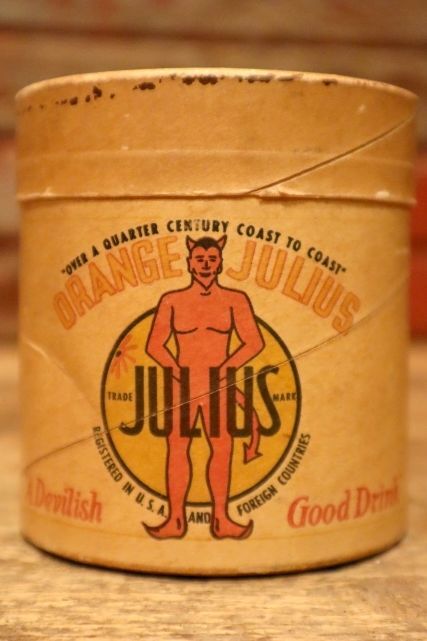 "OVER A QUARTER CENTURY COAST TO COAST"
ORANGE JULIUS
TRADE MARK
JULIUS
REGISTERED IN U.S.A. AND FOREIGN COUNTRIES
A Devilish Good Drink